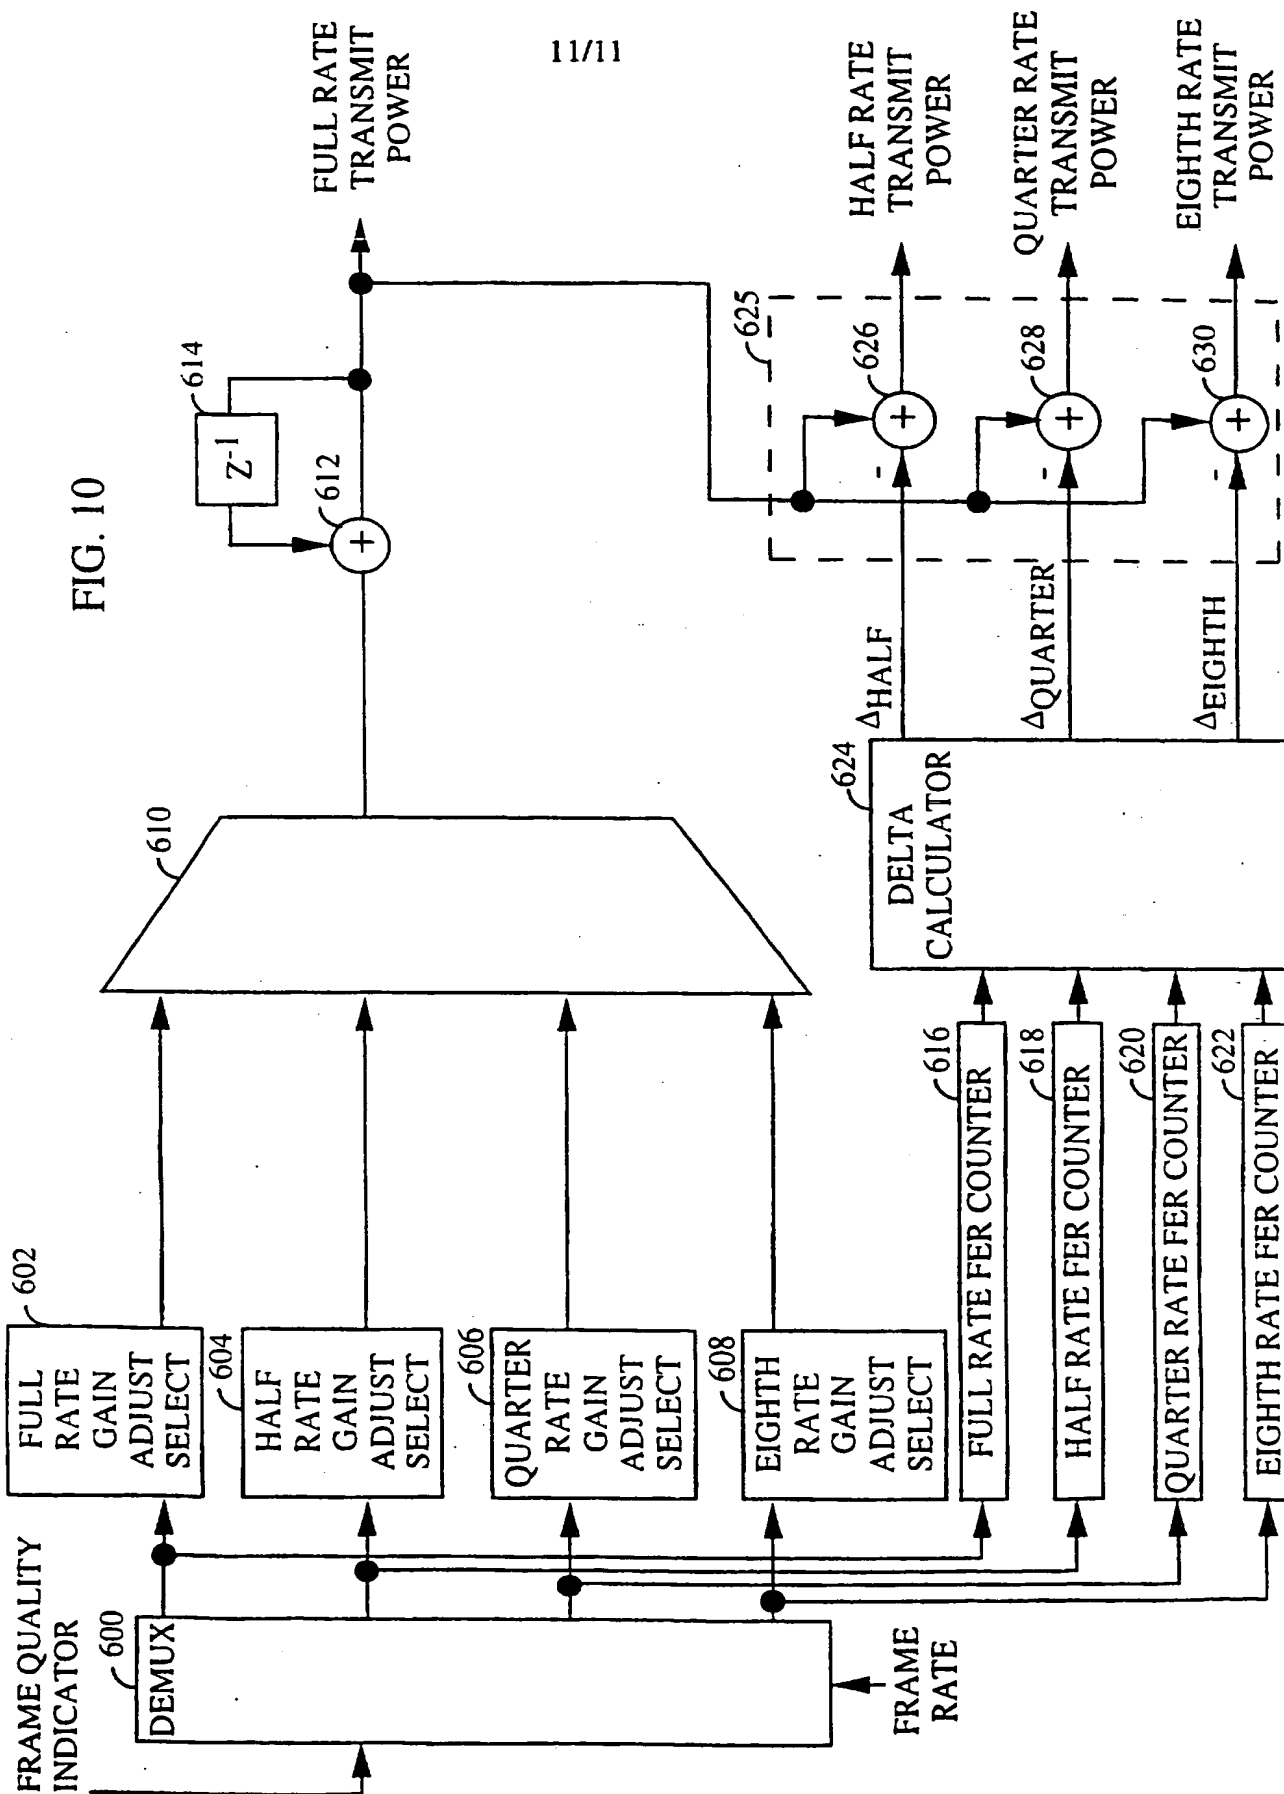 11/11
FIG. 10
FRAME QUALITY
INDICATOR
600
DEMUX
FRAME
RATE
602
FULL
RATE
GAIN
ADJUST
SELECT
604
HALF
RATE
GAIN
ADJUST
SELECT
606
QUARTER
RATE
GAIN
ADJUST
SELECT
608
EIGHTH
RATE
GAIN
ADJUST
SELECT
610
612
+
614
Z-1
FULL RATE
TRANSMIT
POWER
616
FULL RATE FER COUNTER
618
HALF RATE FER COUNTER
620
QUARTER RATE FER COUNTER
622
EIGHTH RATE FER COUNTER
624
DELTA
CALCULATOR
ΔHALF
ΔQUARTER
ΔEIGHTH
625
626
+
-
628
+
-
630
+
-
HALF RATE
TRANSMIT
POWER
QUARTER RATE
TRANSMIT
POWER
EIGHTH RATE
TRANSMIT
POWER